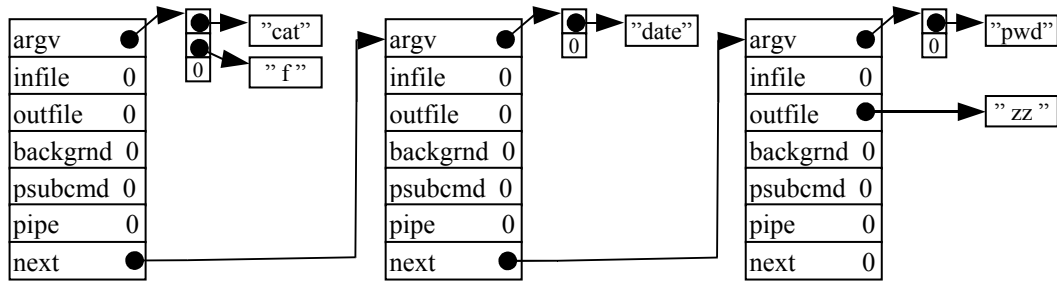 argv
infile 0
outfile 0
backgrnd 0
psubcmd 0
pipe 0
next
0
"cat"
" f "
argv
infile 0
outfile 0
backgrnd 0
psubcmd 0
pipe 0
next
0
"date"
argv
infile 0
outfile
backgrnd 0
psubcmd 0
pipe 0
next 0
0
"pwd"
" zz "